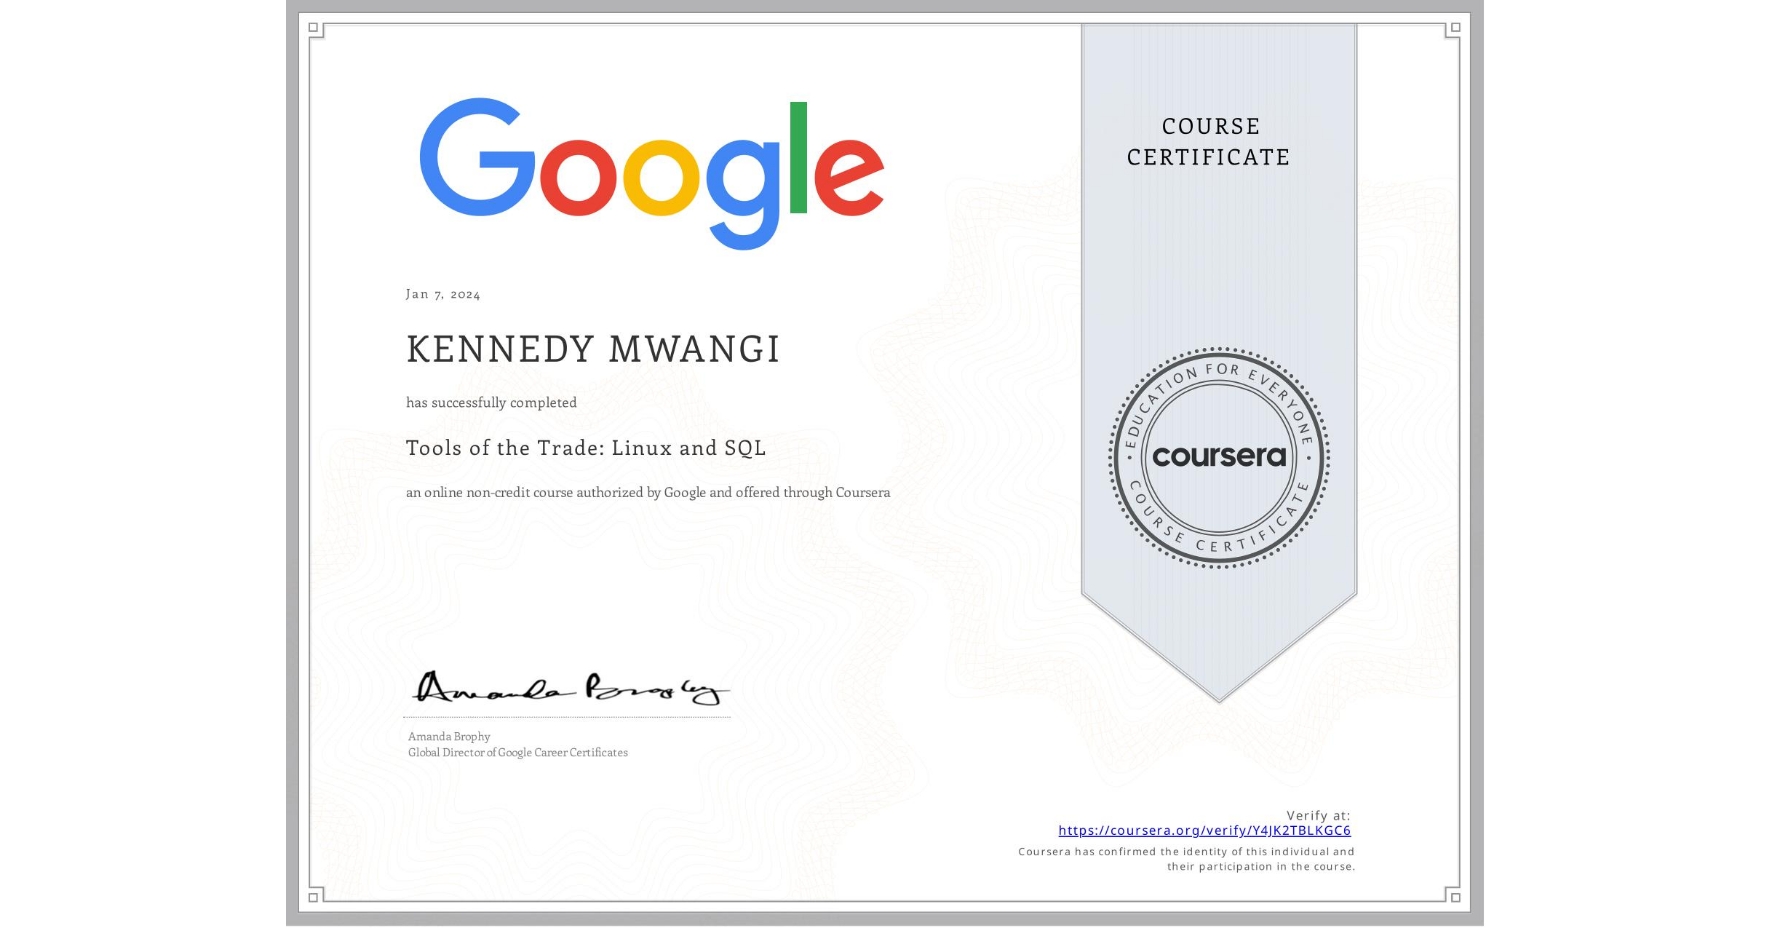 Google
COURSE
CERTIFICATE
Jan 7, 2024
KENNEDY MWANGI
has successfully completed
Tools of the Trade: Linux and SQL
an online non-credit course authorized by Google and offered through Coursera
EDUCATION FOR EVERYONE
coursera
COURSE CERTIFICATE
Amanda Brophy
Amanda Brophy
Global Director of Google Career Certificates
Verify at:
https://coursera.org/verify/Y4JK2TBLKGC6
Coursera has confirmed the identity of this individual and
their participation in the course.